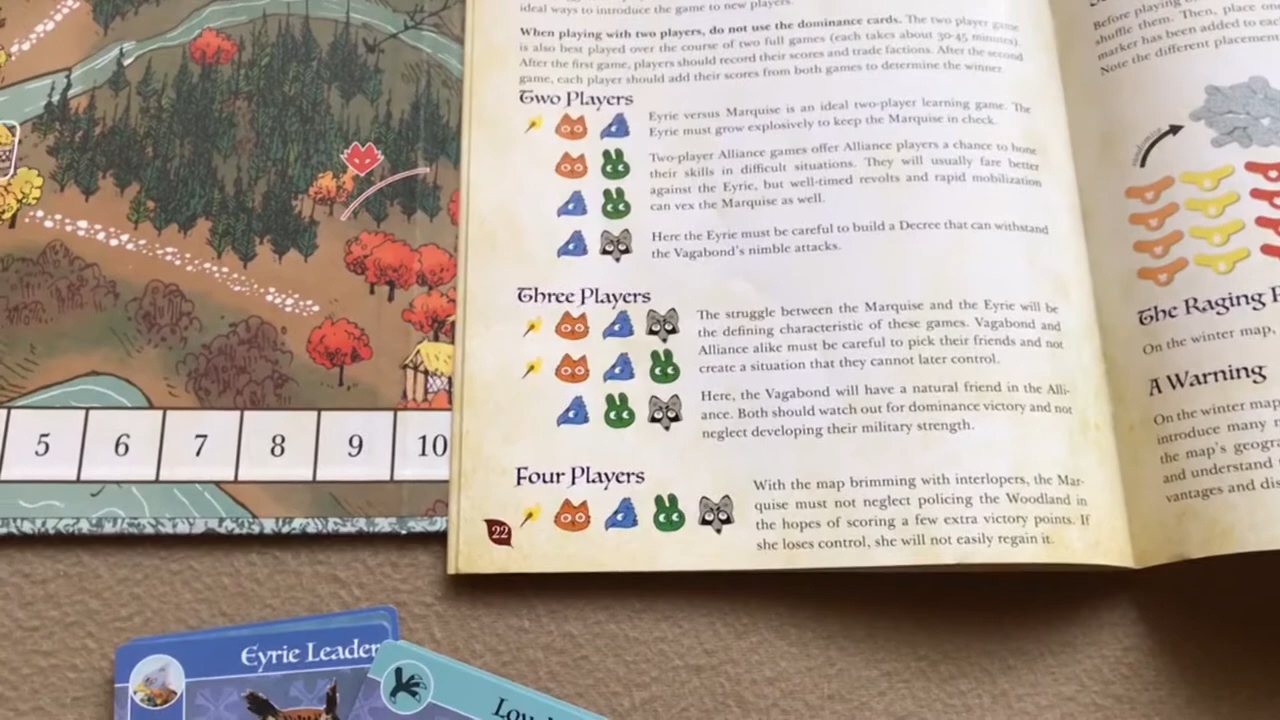 ideal ways to introduce the game to new players.
When playing with two players, do not use the dominance cards. The two player game
is also best played over the course of two full games (each takes about 30-45 minutes).
After the first game, players should record their scores and trade factions. After the second
game, each player should add their scores from both games to determine the winner.
Two Players
Eyrie versus Marquise is an ideal two-player learning game. The
Eyrie must grow explosively to keep the Marquise in check.
Two-player Alliance games offer Alliance players a chance to hone
their skills in difficult situations. They will usually fare better
against the Eyrie, but well-timed revolts and rapid mobilization
can vex the Marquise as well.
Here the Eyrie must be careful to build a Decree that can withstand
the Vagabond's nimble attacks.
Three Players
The struggle between the Marquise and the Eyrie will be
the defining characteristic of these games. Vagabond and
Alliance alike must be careful to pick their friends and not
create a situation that they cannot later control.
Here, the Vagabond will have a natural friend in the Alli-
ance. Both should watch out for dominance victory and not
neglect developing their military strength.
Four Players
With the map brimming with interlopers, the Mar-
quise must not neglect policing the Woodland in
the hopes of scoring a few extra victory points. If
she loses control, she will not easily regain it.
22
Before playing
shuffle them. Then, place one
marker has been added to each
Note the different placement
randomize
The Raging
On the winter map,
A Warning
On the winter map
introduce many
the map's geogra
and understand
vantages and dis
5 6 7 8 9 10
Eyrie Leader